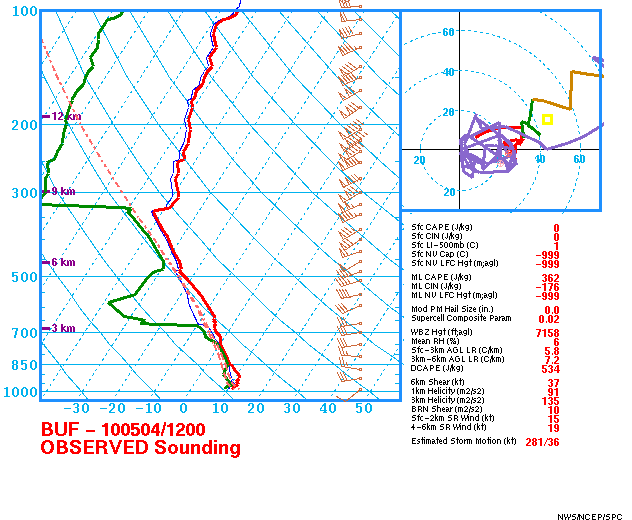 100
200
300
500
700
850
1000
12 km
9 km
6 km
3 km
-30
-20
-10
0
10
20
30
40
50
60
40
20
20
20
40
60
BUF - 100504/1200
OBSERVED Sounding
Sfc CAPE (J/kg) 0
Sfc CIN (J/kg) 0
Sfc LI-500mb (C) 1
Sfc NV Cap (C) -999
Sfc NV LFC Hgt (m;agl) -999
ML CAPE (J/kg) 362
ML CIN (J/kg) -176
ML NV LFC Hgt (m;agl) -999
Mod PM Hail Size (in.) 0.0
Supercell Composite Param 0.02
WBZ Hgt (ft;agl) 7158
Mean RH (%) 6
Sfc-3km AGL LR (C/km) 5.8
3km-6km AGL LR (C/km) 7.2
DCAPE (J/kg) 534
6km Shear (kt) 37
1km Helicity (m2/s2) 91
3km Helicity (m2/s2) 135
BRN Shear (m2/s2) 10
Sfc-2km SR Wind (kt) 15
4-6km SR Wind (kt) 19
Estimated Storm Motion (kt) 281/36
NWS/NCEP/SPC